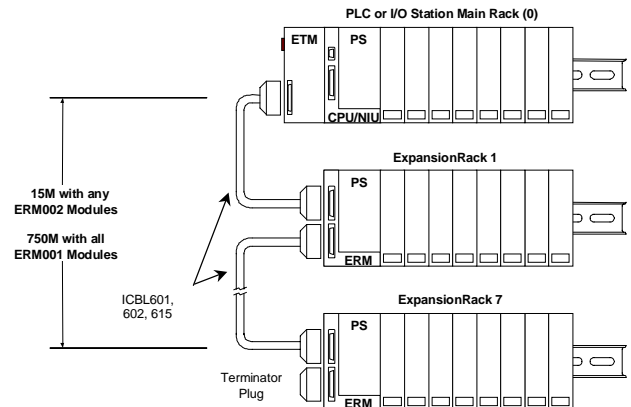 PLC or I/O Station Main Rack (0)
ETM
PS
CPU/NIU
ExpansionRack 1
PS
ERM
15M with any
ERM002 Modules
750M with all
ERM001 Modules
ICBL601,
602, 615
ExpansionRack 7
PS
Terminator
Plug
ERM